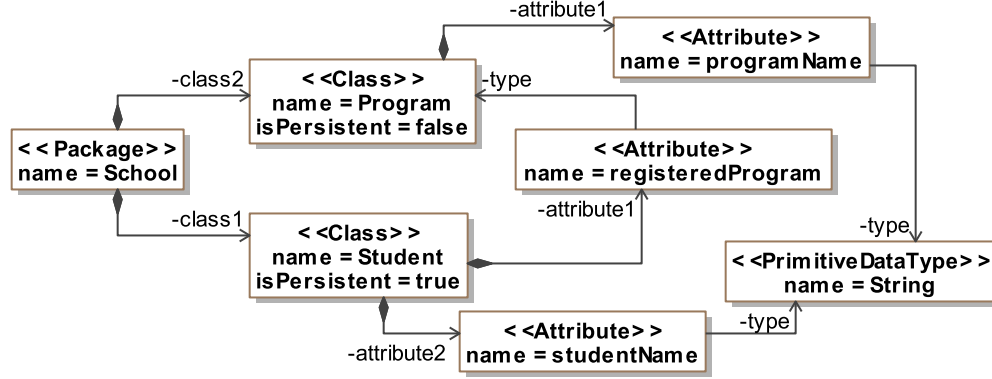 -attribute1
< <Attribute> >
name = programName
-class2
< <Class> >
name = Program
isPersistent = false
-type
< <Package> >
name = School
< <Attribute> >
name = registeredProgram
-class1
-attribute1
< <Class> >
name = Student
isPersistent = true
-type
< <PrimitiveDataType> >
name = String
-attribute2
< <Attribute> >
name = studentName
-type